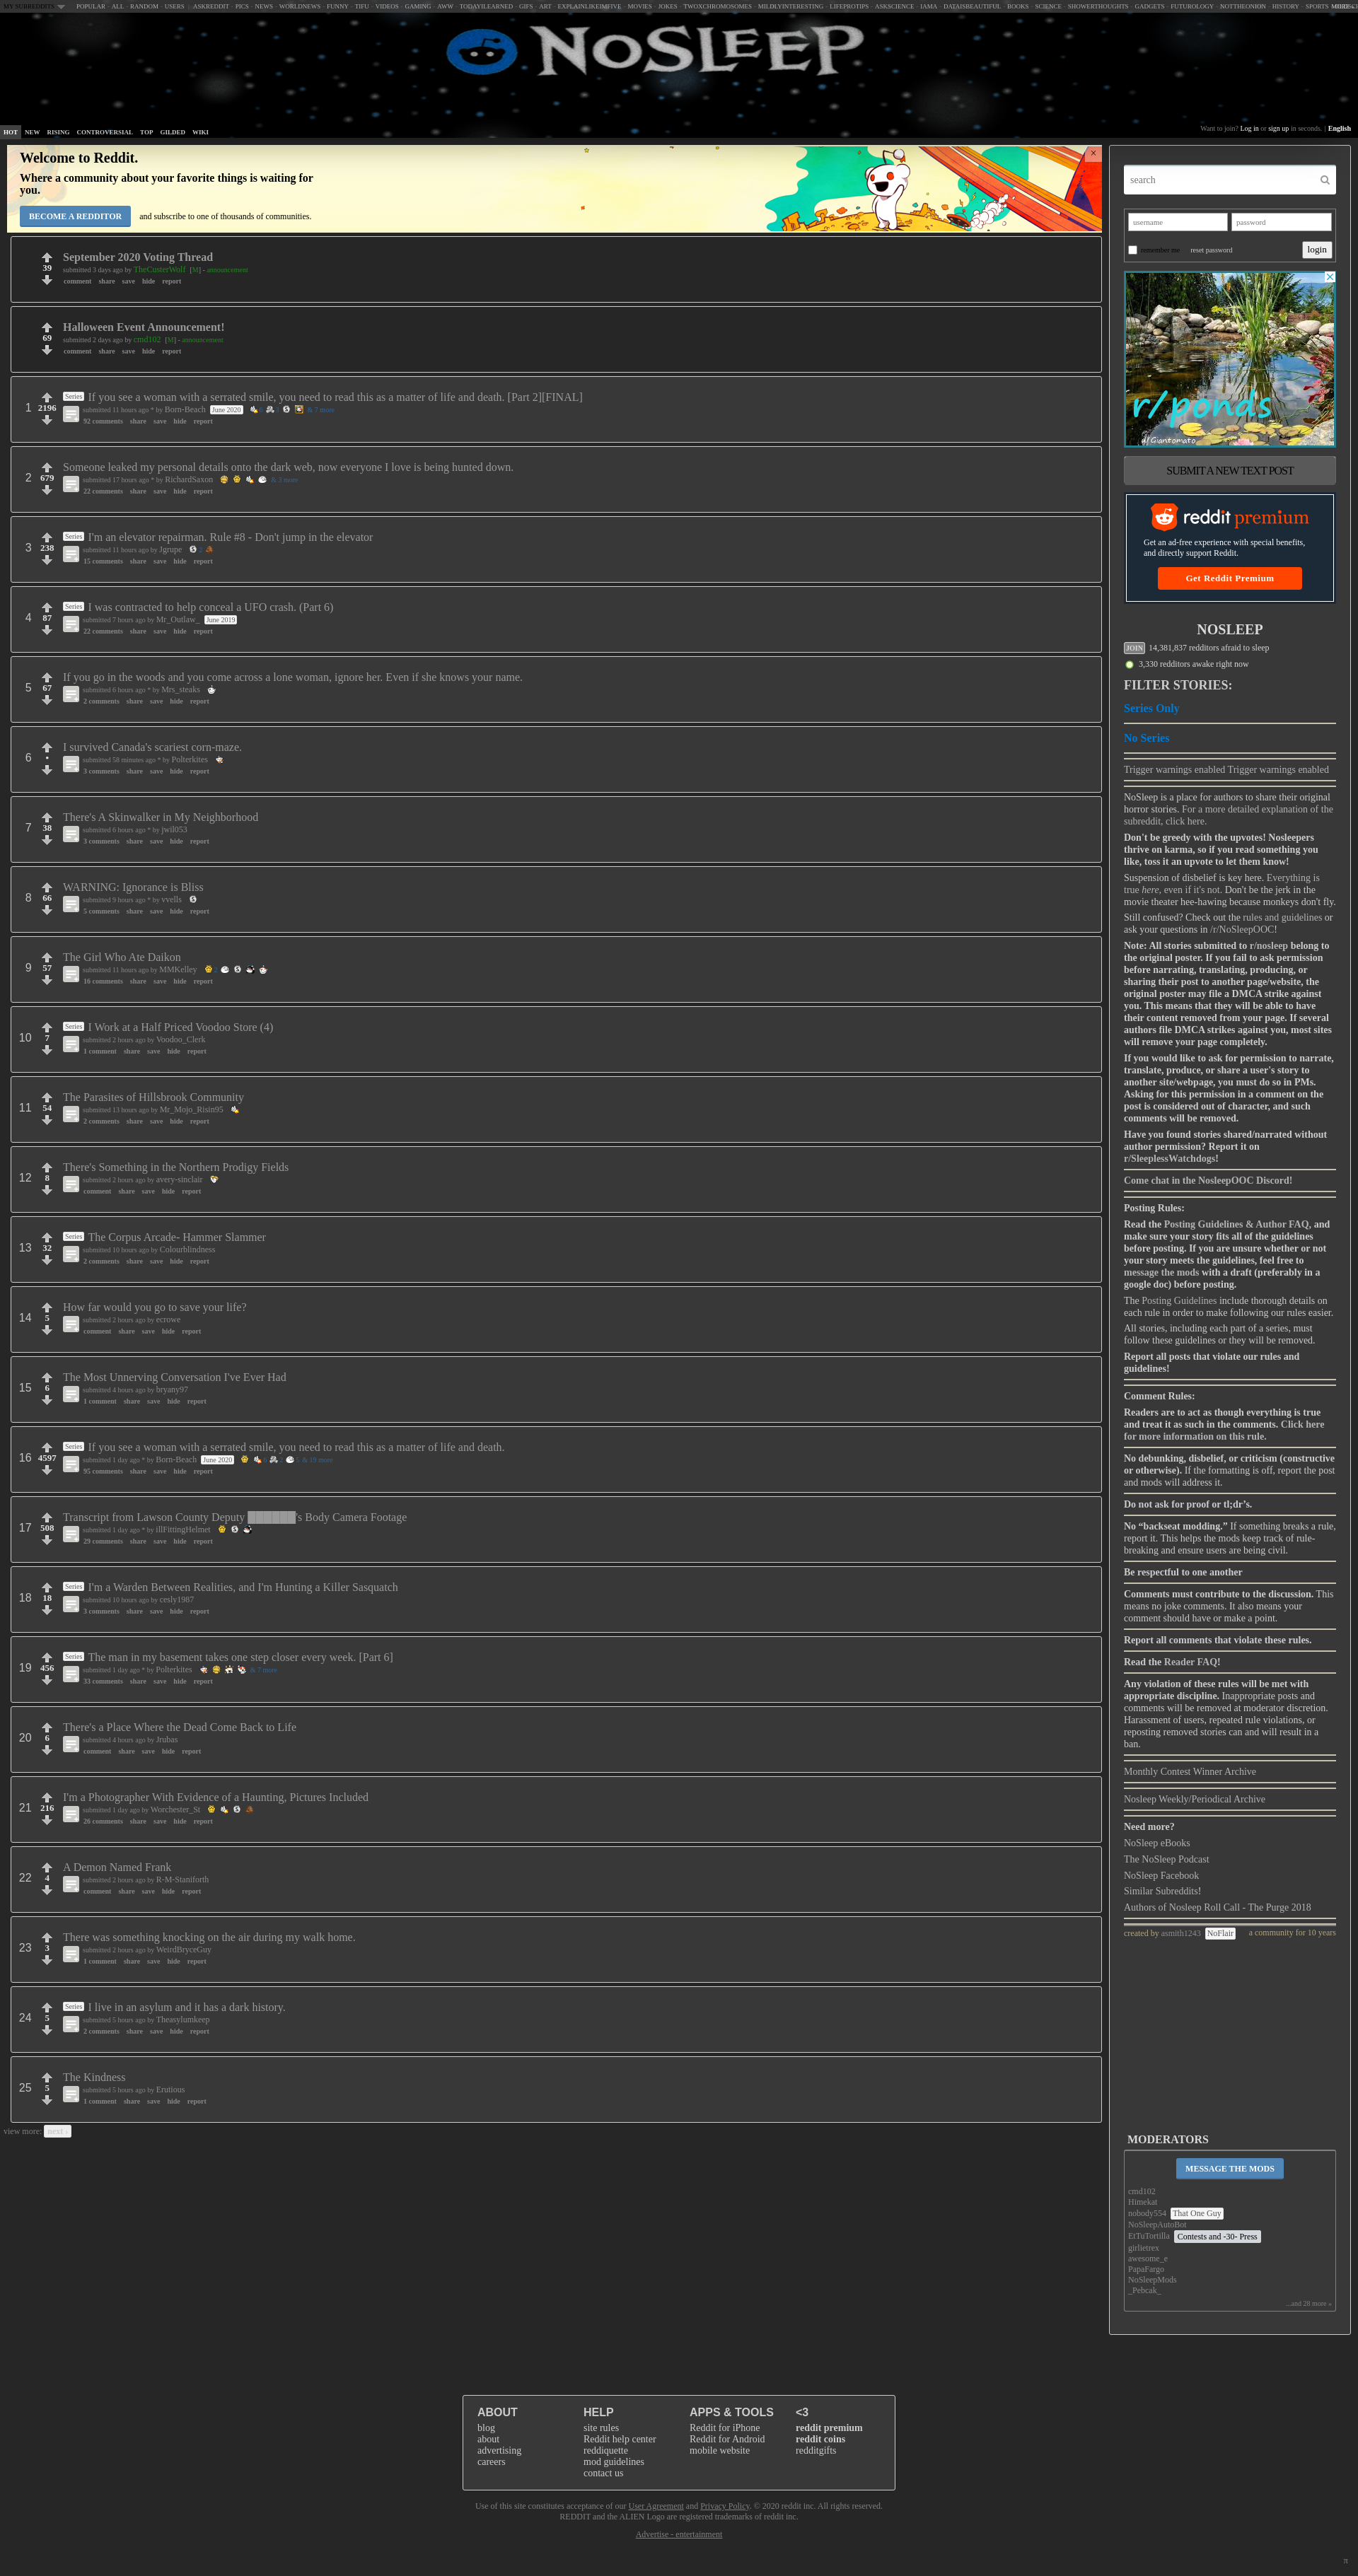 MY SUBREDDITS POPULAR - ALL - RANDOM - USERS | ASKREDDIT - PICS - NEWS - WORLDNEWS - FUNNY - TIFU - VIDEOS - GAMING - AWW - TODAYILEARNED - GIFS - ART - EXPLAINLIKEIMFIVE - MOVIES - JOKES - TWOXCHROMOSOMES - MILDLYINTERESTING - LIFEPROTIPS - ASKSCIENCE - IAMA - DATAISBEAUTIFUL - BOOKS - SCIENCE - SHOWERTHOUGHTS - GADGETS - FUTUROLOGY - NOTTHEONION - HISTORY - SPORTS
NOSLEEP
HOT NEW RISING CONTROVERSIAL TOP GILDED WIKI
Want to join? Log in or sign up in seconds. | English
Welcome to Reddit.
Where a community about your favorite things is waiting for
you.
BECOME A REDDITOR and subscribe to one of thousands of communities.
×
39
September 2020 Voting Thread
submitted 3 days ago by TheCusterWolf [M] - announcement
comment share save hide report
69
Halloween Event Announcement!
submitted 2 days ago by cmd102 [M] - announcement
comment share save hide report
1
2196
Series If you see a woman with a serrated smile, you need to read this as a matter of life and death. [Part 2][FINAL]
submitted 11 hours ago * by Born-Beach June 2020 & 7 more
92 comments share save hide report
2
679
Someone leaked my personal details onto the dark web, now everyone I love is being hunted down.
submitted 17 hours ago * by RichardSaxon & 3 more
22 comments share save hide report
3
238
Series I'm an elevator repairman. Rule #8 - Don't jump in the elevator
submitted 11 hours ago by Jgrupe
15 comments share save hide report
4
87
Series I was contracted to help conceal a UFO crash. (Part 6)
submitted 7 hours ago by Mr_Outlaw_ June 2019
22 comments share save hide report
5
67
If you go in the woods and you come across a lone woman, ignore her. Even if she knows your name.
submitted 6 hours ago * by Mrs_steaks
2 comments share save hide report
6
•
I survived Canada's scariest corn-maze.
submitted 58 minutes ago * by Polterkites
3 comments share save hide report
7
38
There's A Skinwalker in My Neighborhood
submitted 6 hours ago * by jwil053
3 comments share save hide report
8
66
WARNING: Ignorance is Bliss
submitted 9 hours ago * by vvells
5 comments share save hide report
9
57
The Girl Who Ate Daikon
submitted 11 hours ago by MMKelley
16 comments share save hide report
10
7
Series I Work at a Half Priced Voodoo Store (4)
submitted 2 hours ago by Voodoo_Clerk
1 comment share save hide report
11
54
The Parasites of Hillsbrook Community
submitted 13 hours ago by Mr_Mojo_Risin95
2 comments share save hide report
12
8
There's Something in the Northern Prodigy Fields
submitted 2 hours ago by avery-sinclair
comment share save hide report
13
32
Series The Corpus Arcade- Hammer Slammer
submitted 10 hours ago by Colourblindness
2 comments share save hide report
14
5
How far would you go to save your life?
submitted 2 hours ago by ecrowe
comment share save hide report
15
6
The Most Unnerving Conversation I've Ever Had
submitted 4 hours ago by bryany97
1 comment share save hide report
16
4597
Series If you see a woman with a serrated smile, you need to read this as a matter of life and death.
submitted 1 day ago * by Born-Beach June 2020 & 19 more
95 comments share save hide report
17
508
Transcript from Lawson County Deputy ██████'s Body Camera Footage
submitted 1 day ago * by illFittingHelmet
29 comments share save hide report
18
18
Series I'm a Warden Between Realities, and I'm Hunting a Killer Sasquatch
submitted 10 hours ago by cesly1987
3 comments share save hide report
19
456
Series The man in my basement takes one step closer every week. [Part 6]
submitted 1 day ago * by Polterkites & 7 more
33 comments share save hide report
20
6
There's a Place Where the Dead Come Back to Life
submitted 4 hours ago by Jrubas
comment share save hide report
21
216
I'm a Photographer With Evidence of a Haunting, Pictures Included
submitted 1 day ago by Worchester_St
26 comments share save hide report
22
4
A Demon Named Frank
submitted 2 hours ago by R-M-Staniforth
comment share save hide report
23
3
There was something knocking on the air during my walk home.
submitted 2 hours ago by WeirdBryceGuy
1 comment share save hide report
24
5
Series I live in an asylum and it has a dark history.
submitted 5 hours ago by Theasylumkeep
2 comments share save hide report
25
5
The Kindness
submitted 5 hours ago by Erutious
1 comment share save hide report
view more: next ›
search
username password
remember me reset password login
r/ponds
u/Giantomato
SUBMIT A NEW TEXT POST
reddit premium
Get an ad-free experience with special benefits,
and directly support Reddit.
Get Reddit Premium
NOSLEEP
JOIN 14,381,837 redditors afraid to sleep
3,330 redditors awake right now
FILTER STORIES:
Series Only
No Series
Trigger warnings enabled Trigger warnings enabled
NoSleep is a place for authors to share their original
horror stories. For a more detailed explanation of the
subreddit, click here.
Don't be greedy with the upvotes! Nosleepers
thrive on karma, so if you read something you
like, toss it an upvote to let them know!
Suspension of disbelief is key here. Everything is
true here, even if it's not. Don't be the jerk in the
movie theater hee-hawing because monkeys don't fly.
Still confused? Check out the rules and guidelines or
ask your questions in /r/NoSleepOOC!
Note: All stories submitted to r/nosleep belong to
the original poster. If you fail to ask permission
before narrating, translating, producing, or
sharing their post to another page/website, the
original poster may file a DMCA strike against
you. This means that they will be able to have
their content removed from your page. If several
authors file DMCA strikes against you, most sites
will remove your page completely.
If you would like to ask for permission to narrate,
translate, produce, or share a user's story to
another site/webpage, you must do so in PMs.
Asking for this permission in a comment on the
post is considered out of character, and such
comments will be removed.
Have you found stories shared/narrated without
author permission? Report it on
r/SleeplessWatchdogs!
Come chat in the NosleepOOC Discord!
Posting Rules:
Read the Posting Guidelines & Author FAQ, and
make sure your story fits all of the guidelines
before posting. If you are unsure whether or not
your story meets the guidelines, feel free to
message the mods with a draft (preferably in a
google doc) before posting.
The Posting Guidelines include thorough details on
each rule in order to make following our rules easier.
All stories, including each part of a series, must
follow these guidelines or they will be removed.
Report all posts that violate our rules and
guidelines!
Comment Rules:
Readers are to act as though everything is true
and treat it as such in the comments. Click here
for more information on this rule.
No debunking, disbelief, or criticism (constructive
or otherwise). If the formatting is off, report the post
and mods will address it.
Do not ask for proof or tl;dr's.
No “backseat modding.” If something breaks a rule,
report it. This helps the mods keep track of rule-
breaking and ensure users are being civil.
Be respectful to one another
Comments must contribute to the discussion. This
means no joke comments. It also means your
comment should have or make a point.
Report all comments that violate these rules.
Read the Reader FAQ!
Any violation of these rules will be met with
appropriate discipline. Inappropriate posts and
comments will be removed at moderator discretion.
Harassment of users, repeated rule violations, or
reposting removed stories can and will result in a
ban.
Monthly Contest Winner Archive
Nosleep Weekly/Periodical Archive
Need more?
NoSleep eBooks
The NoSleep Podcast
NoSleep Facebook
Similar Subreddits!
Authors of Nosleep Roll Call - The Purge 2018
created by asmith1243 NoFlair a community for 10 years
MODERATORS
MESSAGE THE MODS
cmd102
Himekat
nobody554 That One Guy
NoSleepAutoBot
EtTuTortilla Contests and -30- Press
girlietrex
awesome_e
PapaFargo
NoSleepMods
_Pebcak_
...and 28 more »
ABOUT
blog
about
advertising
careers
HELP
site rules
Reddit help center
reddiquette
mod guidelines
contact us
APPS & TOOLS
Reddit for iPhone
Reddit for Android
mobile website
<3
reddit premium
reddit coins
redditgifts
Use of this site constitutes acceptance of our User Agreement and Privacy Policy. © 2020 reddit inc. All rights reserved.
REDDIT and the ALIEN Logo are registered trademarks of reddit inc.
Advertise - entertainment
π